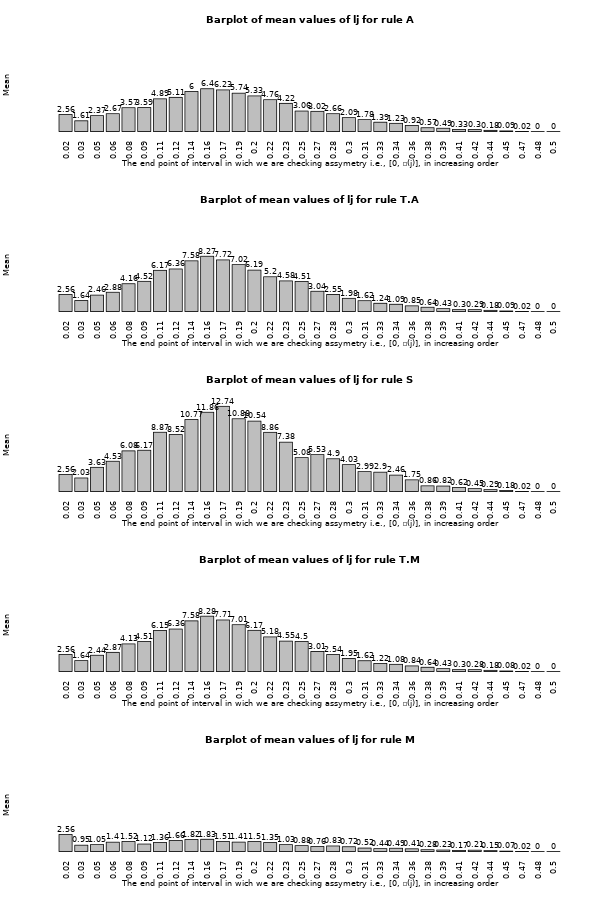 Barplot of mean values of lj for rule A
Mean
2.56 1.61 2.37 2.67 3.57 3.59 4.89 5.11 6 6.4 6.23 5.74 5.33 4.76 4.22 3.06 3.02 2.66 2.09 1.78 1.39 1.23 0.92 0.57 0.45 0.33 0.3 0.18 0.09 0.02 0 0
0.02 0.03 0.05 0.06 0.08 0.09 0.11 0.12 0.14 0.16 0.17 0.19 0.2 0.22 0.23 0.25 0.27 0.28 0.3 0.31 0.33 0.34 0.36 0.38 0.39 0.41 0.42 0.44 0.45 0.47 0.48 0.5
The end point of interval in wich we are checking assymetry i.e., [0, □(j)], in increasing order
Barplot of mean values of lj for rule T.A
Mean
2.56 1.64 2.46 2.88 4.16 4.52 6.17 6.36 7.58 8.27 7.72 7.02 6.19 5.2 4.58 4.51 3.04 2.55 1.98 1.62 1.24 1.09 0.85 0.64 0.43 0.3 0.29 0.18 0.09 0.02 0 0
0.02 0.03 0.05 0.06 0.08 0.09 0.11 0.12 0.14 0.16 0.17 0.19 0.2 0.22 0.23 0.25 0.27 0.28 0.3 0.31 0.33 0.34 0.36 0.38 0.39 0.41 0.42 0.44 0.45 0.47 0.48 0.5
The end point of interval in wich we are checking assymetry i.e., [0, □(j)], in increasing order
Barplot of mean values of lj for rule S
Mean
2.56 2.03 3.63 4.53 6.08 6.17 8.87 8.52 10.77 11.86 12.74 10.88 10.54 8.86 7.38 5.08 5.53 4.9 4.03 2.99 2.9 2.46 1.75 0.86 0.82 0.62 0.45 0.29 0.18 0.02 0 0
0.02 0.03 0.05 0.06 0.08 0.09 0.11 0.12 0.14 0.16 0.17 0.19 0.2 0.22 0.23 0.25 0.27 0.28 0.3 0.31 0.33 0.34 0.36 0.38 0.39 0.41 0.42 0.44 0.45 0.47 0.48 0.5
The end point of interval in wich we are checking assymetry i.e., [0, □(j)], in increasing order
Barplot of mean values of lj for rule T.M
Mean
2.56 1.64 2.44 2.87 4.13 4.51 6.15 6.36 7.58 8.28 7.71 7.01 6.17 5.18 4.55 4.5 3.01 2.54 1.95 1.62 1.22 1.08 0.84 0.64 0.43 0.3 0.28 0.18 0.08 0.02 0 0
0.02 0.03 0.05 0.06 0.08 0.09 0.11 0.12 0.14 0.16 0.17 0.19 0.2 0.22 0.23 0.25 0.27 0.28 0.3 0.31 0.33 0.34 0.36 0.38 0.39 0.41 0.42 0.44 0.45 0.47 0.48 0.5
The end point of interval in wich we are checking assymetry i.e., [0, □(j)], in increasing order
Barplot of mean values of lj for rule M
Mean
2.56 0.95 1.05 1.4 1.52 1.12 1.36 1.66 1.82 1.83 1.51 1.41 1.5 1.35 1.03 0.88 0.76 0.83 0.72 0.52 0.44 0.45 0.41 0.28 0.23 0.17 0.21 0.15 0.07 0.02 0 0
0.02 0.03 0.05 0.06 0.08 0.09 0.11 0.12 0.14 0.16 0.17 0.19 0.2 0.22 0.23 0.25 0.27 0.28 0.3 0.31 0.33 0.34 0.36 0.38 0.39 0.41 0.42 0.44 0.45 0.47 0.48 0.5
The end point of interval in wich we are checking assymetry i.e., [0, □(j)], in increasing order